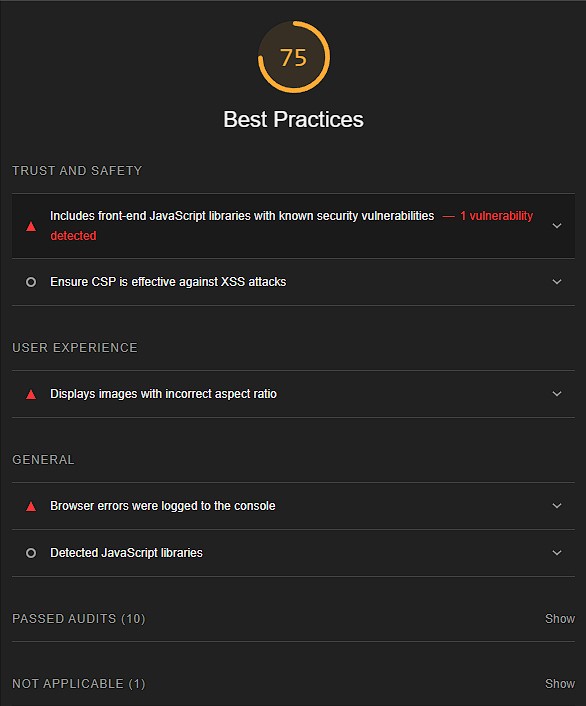 75
Best Practices
TRUST AND SAFETY
Includes front-end JavaScript libraries with known security vulnerabilities — 1 vulnerability
detected
Ensure CSP is effective against XSS attacks
USER EXPERIENCE
Displays images with incorrect aspect ratio
GENERAL
Browser errors were logged to the console
Detected JavaScript libraries
PASSED AUDITS (10) Show
NOT APPLICABLE (1) Show